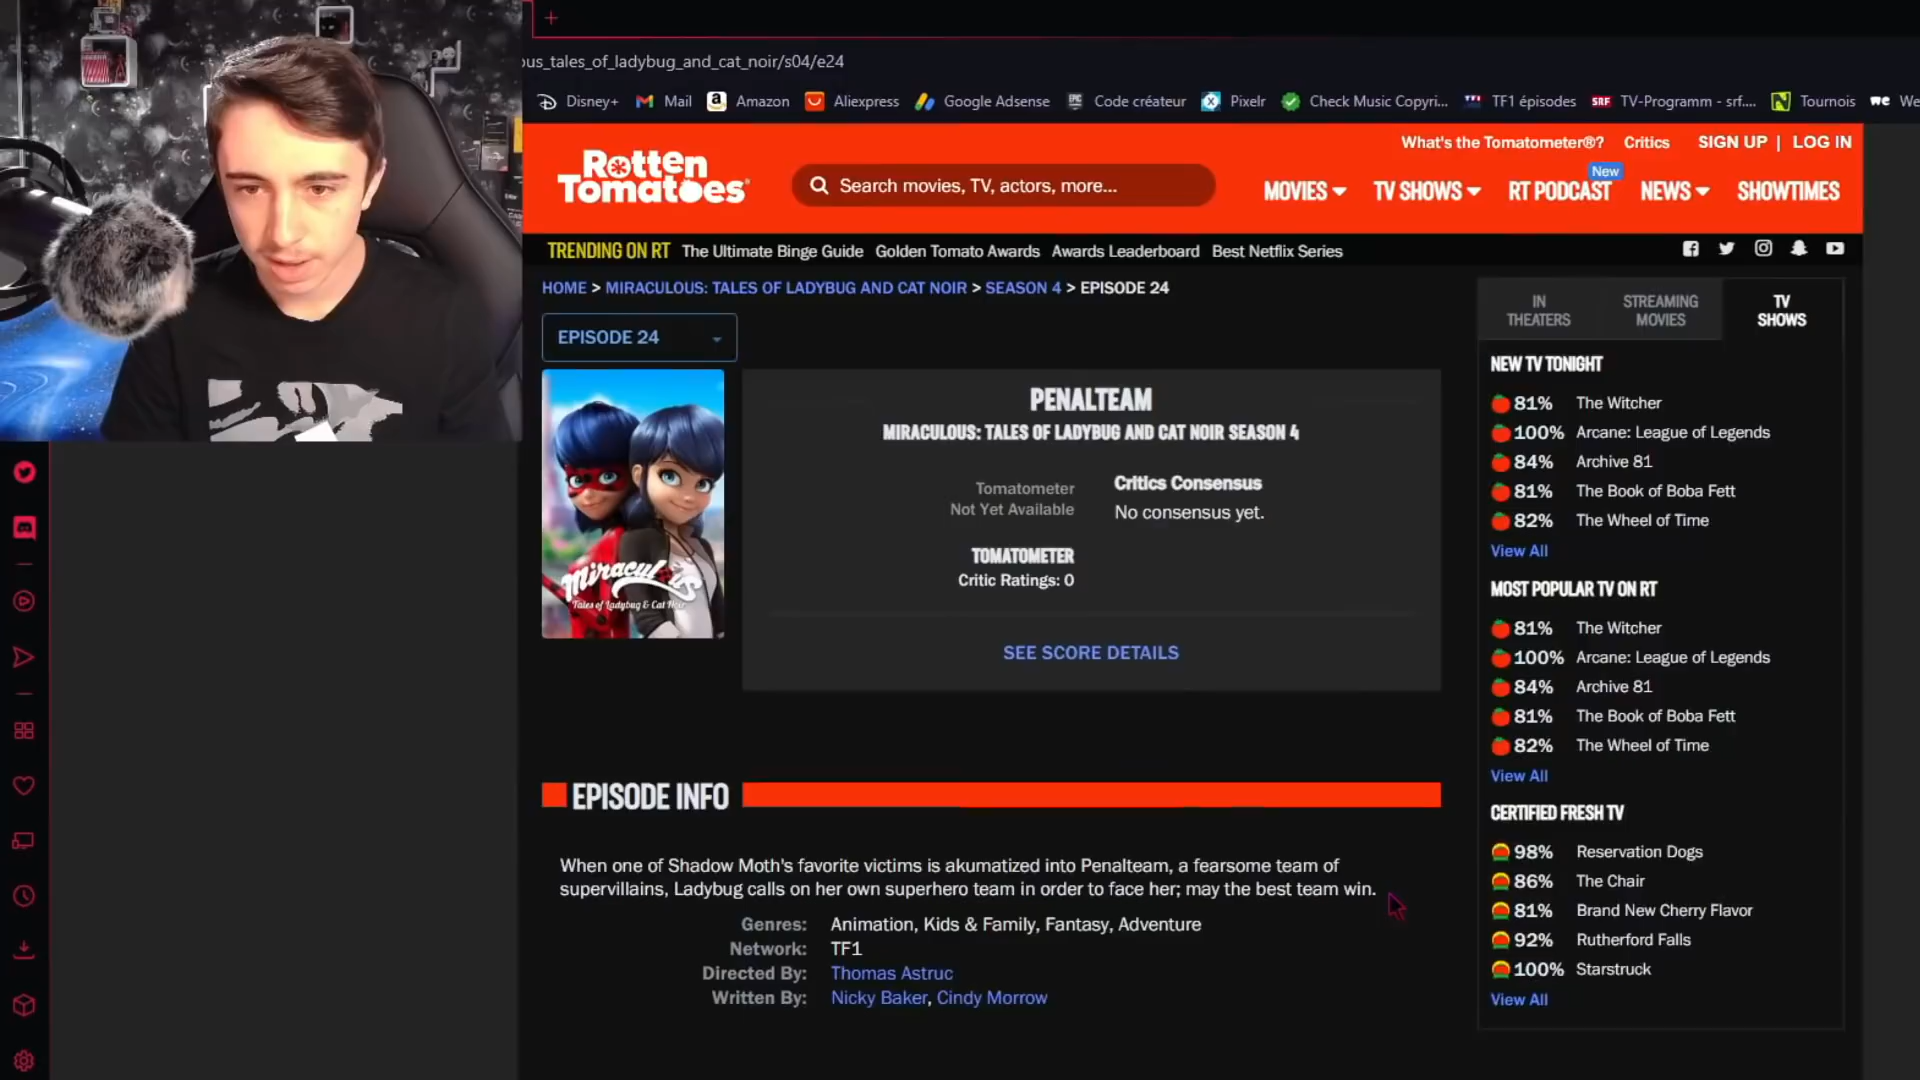 us_tales_of_ladybug_and_cat_noir/s04/e24
Disney+ Mail Amazon Aliexpress Google Adsense Code créateur Pixelr Check Music Copyri... TF1 épisodes SRF TV-Programm - srf.... Tournois We
What's the Tomatometer®? Critics SIGN UP | LOG IN
Rotten Tomatoes
Search movies, TV, actors, more...
MOVIES TV SHOWS RT PODCAST New NEWS SHOWTIMES
TRENDING ON RT The Ultimate Binge Guide Golden Tomato Awards Awards Leaderboard Best Netflix Series
HOME > MIRACULOUS: TALES OF LADYBUG AND CAT NOIR > SEASON 4 > EPISODE 24
EPISODE 24
Miraculous
Tales of Ladybug & Cat Noir
PENALTEAM
MIRACULOUS: TALES OF LADYBUG AND CAT NOIR SEASON 4
Tomatometer
Not Yet Available
Critics Consensus
No consensus yet.
TOMATOMETER
Critic Ratings: 0
SEE SCORE DETAILS
EPISODE INFO
When one of Shadow Moth's favorite victims is akumatized into Penalteam, a fearsome team of
supervillains, Ladybug calls on her own superhero team in order to face her; may the best team win.
Genres: Animation, Kids & Family, Fantasy, Adventure
Network: TF1
Directed By: Thomas Astruc
Written By: Nicky Baker, Cindy Morrow
IN THEATERS
STREAMING MOVIES
TV SHOWS
NEW TV TONIGHT
81% The Witcher
100% Arcane: League of Legends
84% Archive 81
81% The Book of Boba Fett
82% The Wheel of Time
View All
MOST POPULAR TV ON RT
81% The Witcher
100% Arcane: League of Legends
84% Archive 81
81% The Book of Boba Fett
82% The Wheel of Time
View All
CERTIFIED FRESH TV
98% Reservation Dogs
86% The Chair
81% Brand New Cherry Flavor
92% Rutherford Falls
100% Starstruck
View All